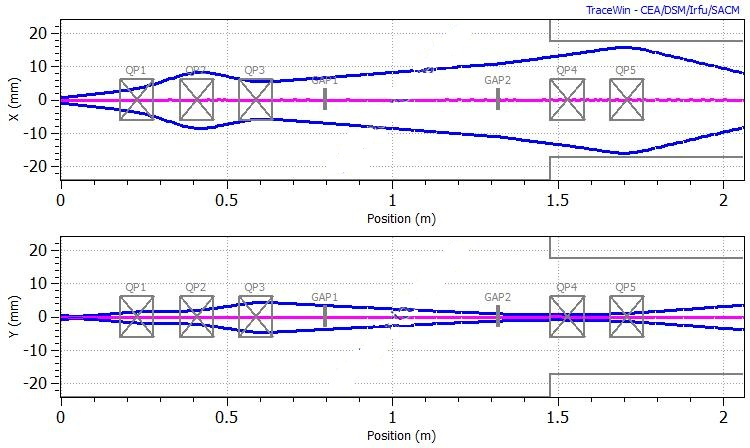 TraceWin - CEA/DSM/Irfu/SACM
20
10
0
-10
-20
X (mm)
QP1 QP2 QP3 GAP1 GAP2 QP4 QP5
0 0.5 1 1.5 2
Position (m)
20
10
0
-10
-20
Y (mm)
QP1 QP2 QP3 GAP1 GAP2 QP4 QP5
0 0.5 1 1.5 2
Position (m)